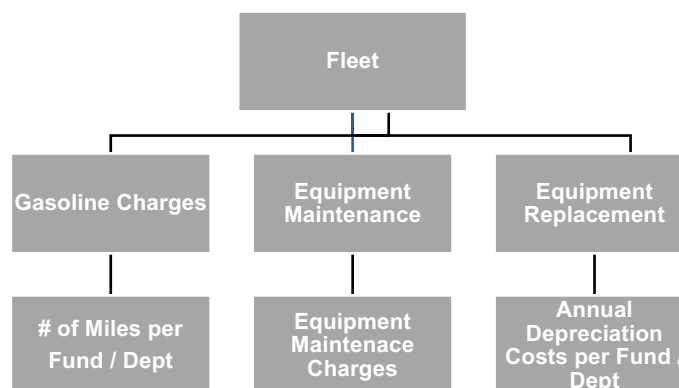 Fleet
Gasoline Charges
Equipment
Maintenance
Equipment
Replacement
# of Miles per
Fund / Dept
Equipment
Maintenace
Charges
Annual
Depreciation
Costs per Fund /
Dept